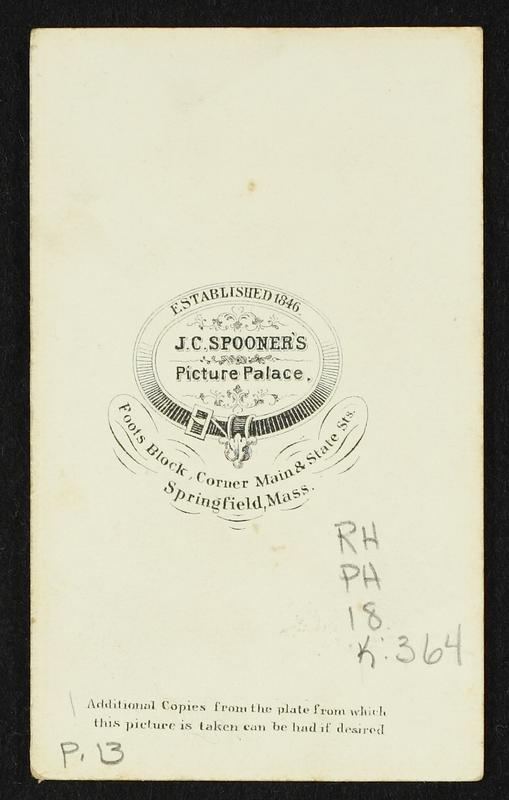 ESTABLISHED 1846
J.C. SPOONER'S
Picture Palace.
Foots Block, Corner Main & State Sts.
Springfield, Mass.
RH
PH
18
K:364
Additional Copies from the plate from which
this picture is taken can be had if desired
P. 13